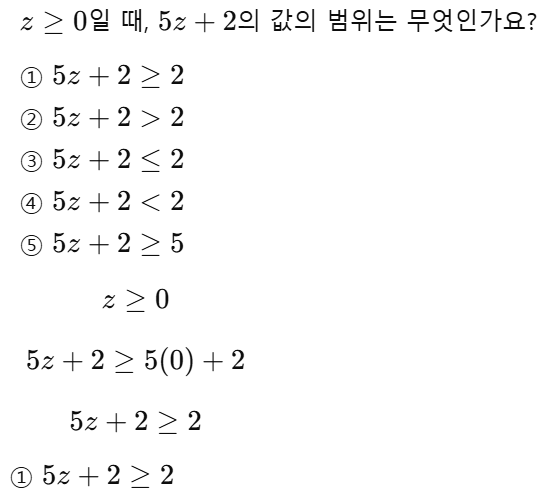 z ≥ 0일 때, 5z + 2의 값의 범위는 무엇인가요?
① 5z + 2 ≥ 2
② 5z + 2 > 2
③ 5z + 2 ≤ 2
④ 5z + 2 < 2
⑤ 5z + 2 ≥ 5
z ≥ 0
5z + 2 ≥ 5(0) + 2
5z + 2 ≥ 2
① 5z + 2 ≥ 2